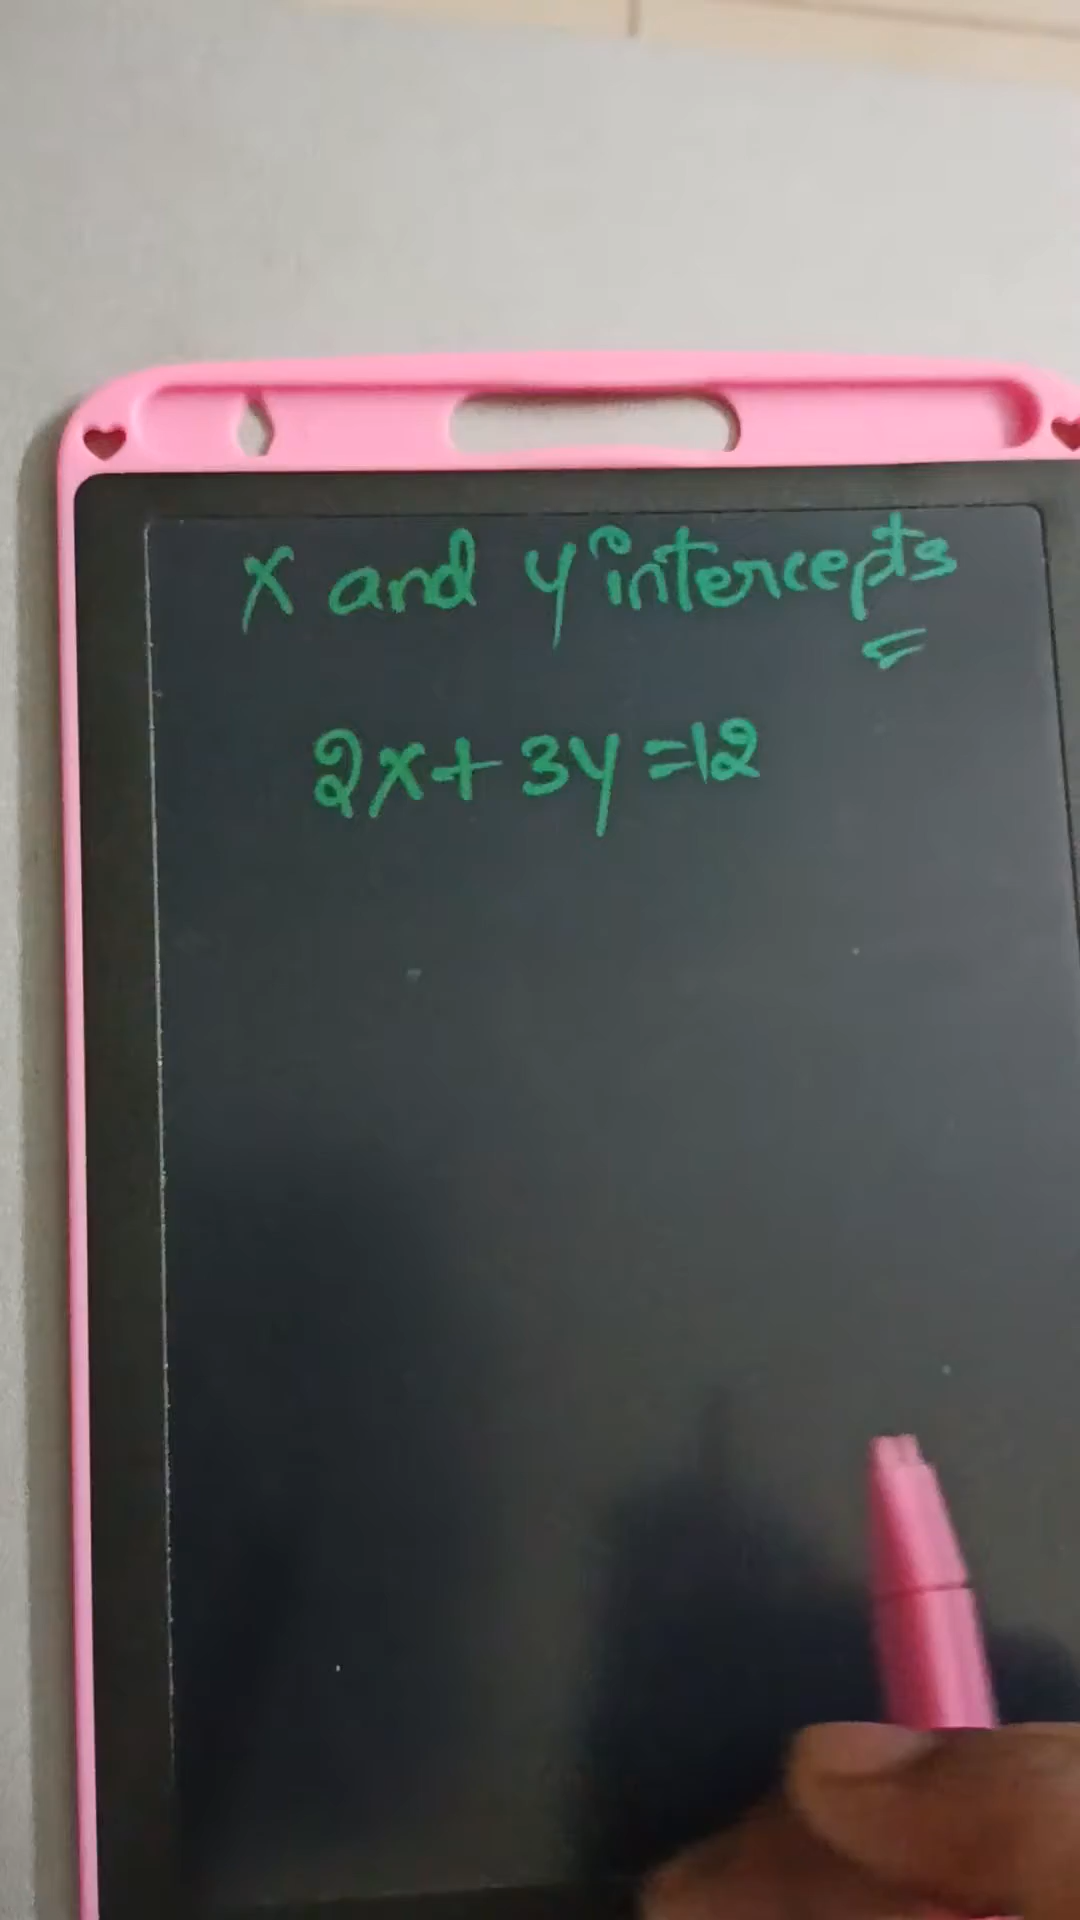 x and y intercepts
2x+3y=12